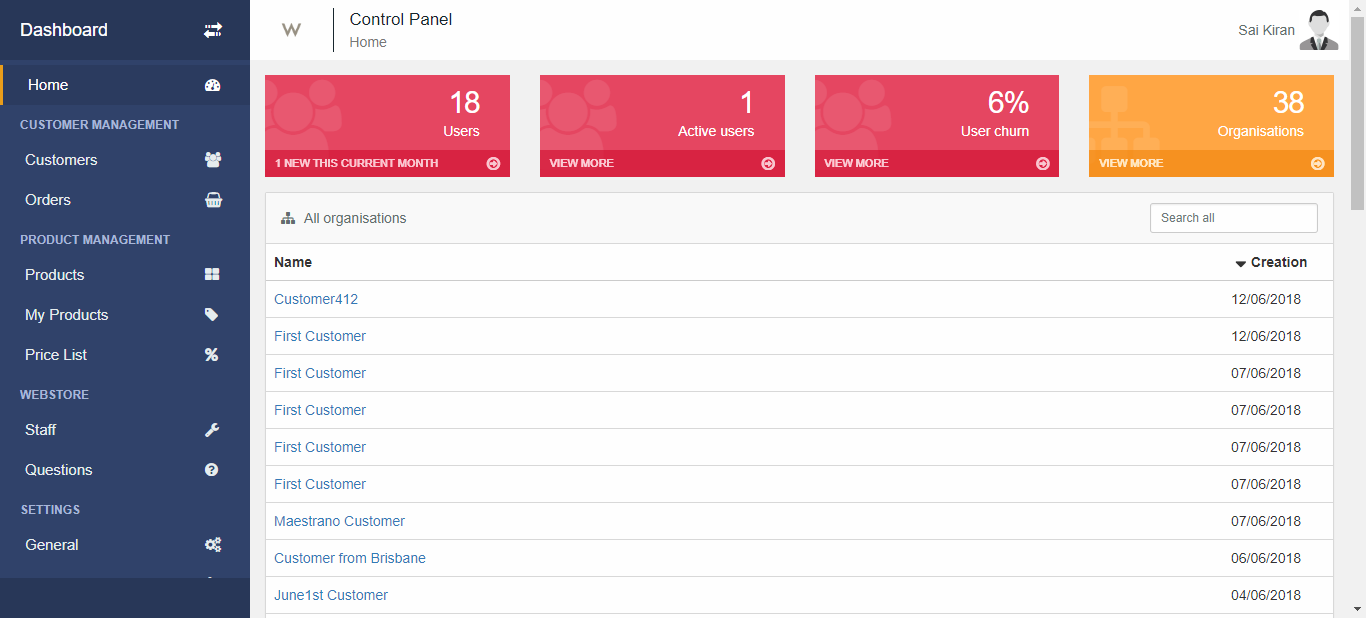 Dashboard
Home
CUSTOMER MANAGEMENT
Customers
Orders
PRODUCT MANAGEMENT
Products
My Products
Price List
WEBSTORE
Staff
Questions
SETTINGS
General
W
Control Panel
Home
Sai Kiran
18
Users
1 NEW THIS CURRENT MONTH
1
Active users
VIEW MORE
6%
User churn
VIEW MORE
38
Organisations
VIEW MORE
All organisations
Search all
Name Creation
Customer412 12/06/2018
First Customer 12/06/2018
First Customer 07/06/2018
First Customer 07/06/2018
First Customer 07/06/2018
First Customer 07/06/2018
Maestrano Customer 07/06/2018
Customer from Brisbane 06/06/2018
June1st Customer 04/06/2018